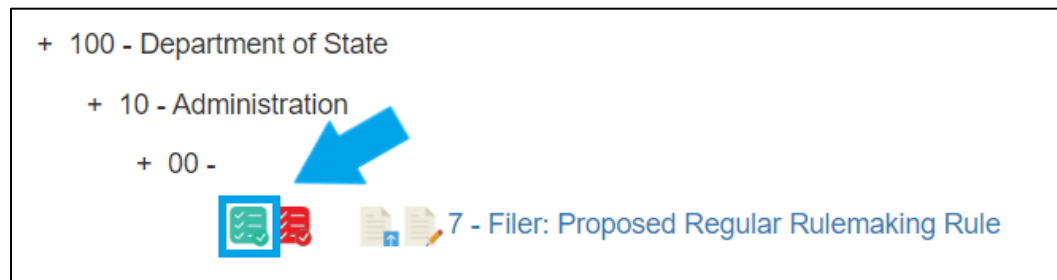 + 100 - Department of State
+ 10 - Administration
+ 00 -
7 - Filer: Proposed Regular Rulemaking Rule